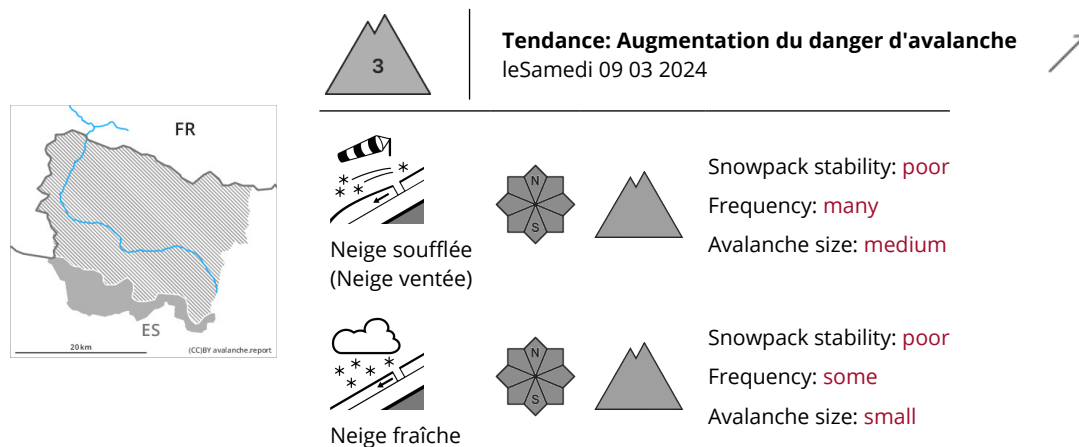 3
Tendance: Augmentation du danger d'avalanche
leSamedi 09 03 2024
FR
ES
20 km
(CC)BY avalanche.report
N
S
Neige soufflée
(Neige ventée)
Snowpack stability: poor
Frequency: many
Avalanche size: medium
N
S
Neige fraîche
Snowpack stability: poor
Frequency: some
Avalanche size: small